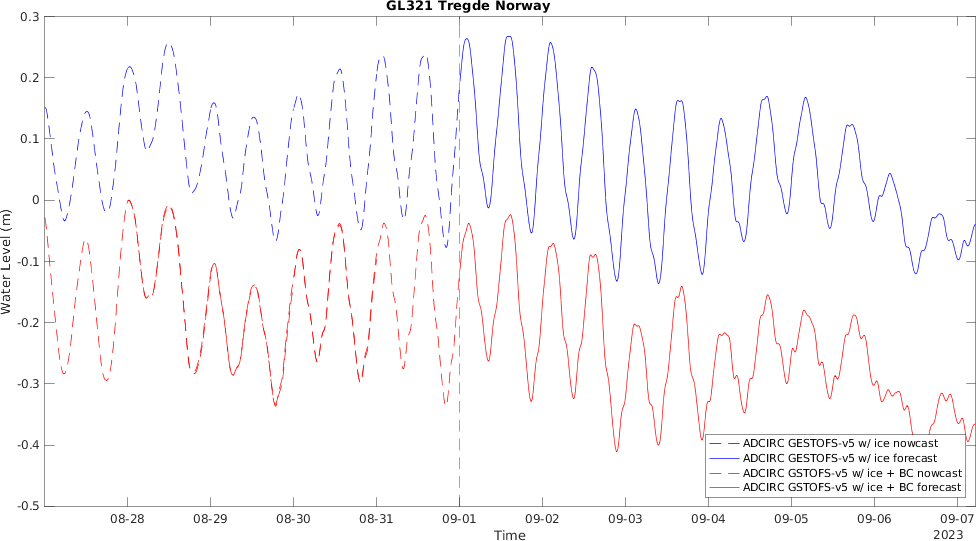 GL321 Tregde Norway
0.3
0.2
0.1
0
-0.1
-0.2
-0.3
-0.4
-0.5
Water Level (m)
ADCIRC GESTOFS-v5 w/ ice nowcast
ADCIRC GESTOFS-v5 w/ ice forecast
ADCIRC GSTOFS-v5 w/ ice + BC nowcast
ADCIRC GSTOFS-v5 w/ ice + BC forecast
08-28 08-29 08-30 08-31 09-01 09-02 09-03 09-04 09-05 09-06 09-07
Time
2023